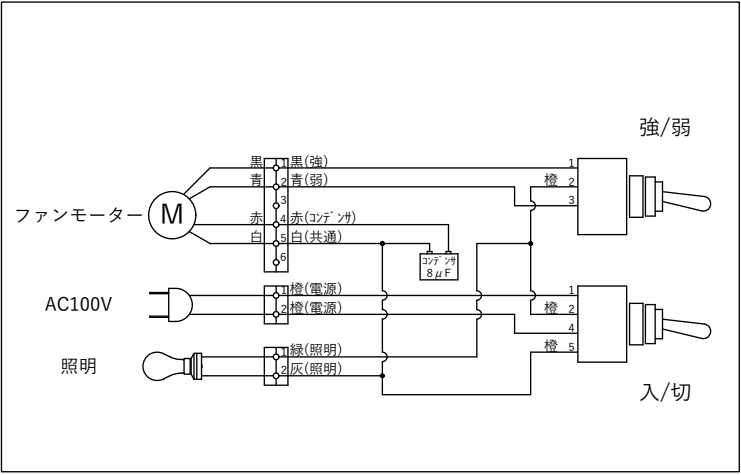 強/弱
黒 1 黒(強) 1
青 2 青(弱) 橙 2
3 3
ファンモーター M
赤 4 赤(コンデンサ)
白 5 白(共通)
6
コンデンサ
8μF
AC100V
1 橙(電源) 1
2 橙(電源) 橙 2
4
照明
1 緑(照明) 橙 5
2 灰(照明)
入/切